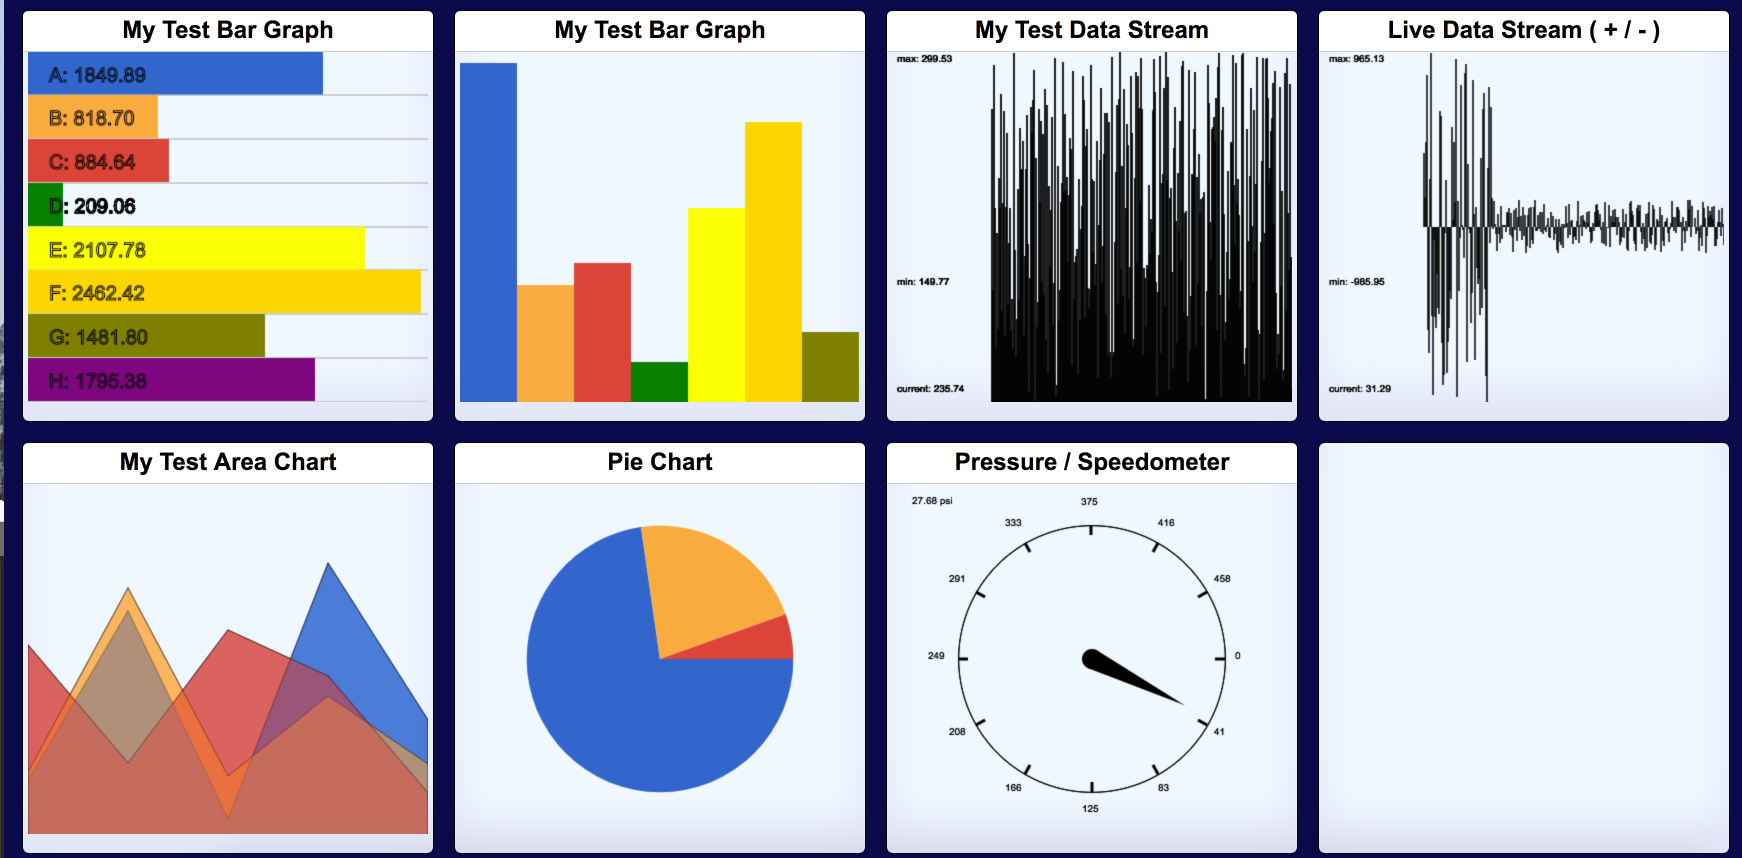 My Test Bar Graph
A: 1849.89
B: 818.70
C: 884.64
D: 209.06
E: 2107.78
F: 2462.42
G: 1481.80
H: 1795.38
My Test Bar Graph
My Test Data Stream
max: 299.53
min: 149.77
current: 235.74
Live Data Stream ( + / - )
max: 965.13
min: -985.95
current: 31.29
My Test Area Chart
Pie Chart
Pressure / Speedometer
27.68 psi
375
333
416
291
458
249
0
208
41
166
83
125